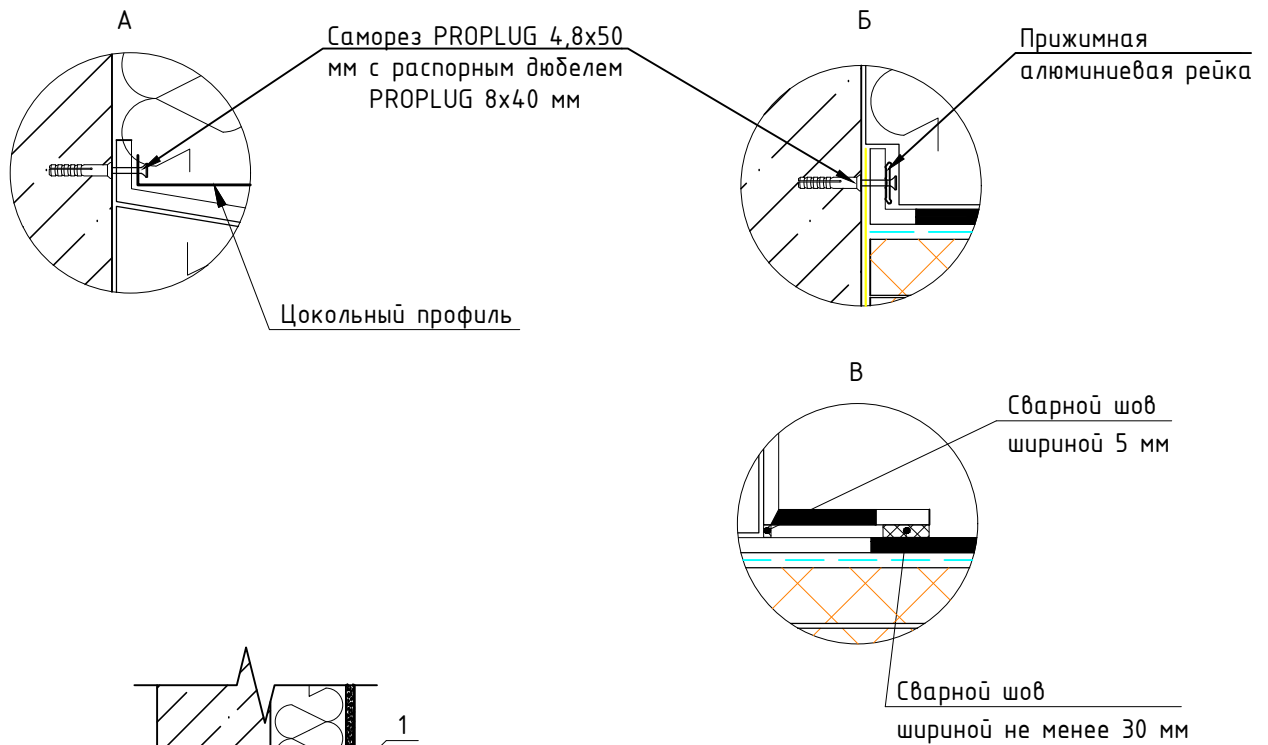 А
Саморез PROPLUG 4,8х50
мм с распорным дюбелем
PROPLUG 8х40 мм
Цокольный профиль
Б
Прижимная
алюминиевая рейка
В
Сварной шов
шириной 5 мм
Сварной шов
шириной не менее 30 мм
1